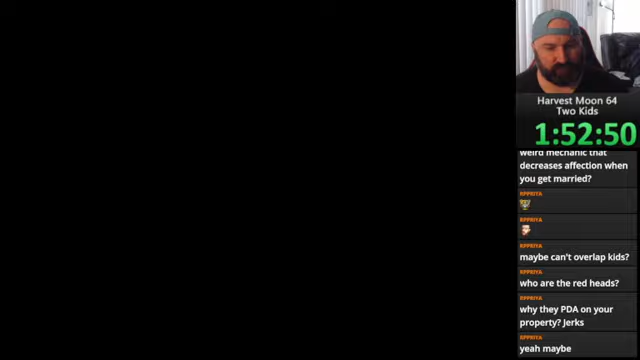 Harvest Moon 64
Two Kids
1:52:50
weird mechanic that
decreases affection when
you get married?
RPPRIYA
RPPRIYA
RPPRIYA
maybe can't overlap kids?
RPPRIYA
who are the red heads?
RPPRIYA
why they PDA on your
property? Jerks
RPPRIYA
yeah maybe